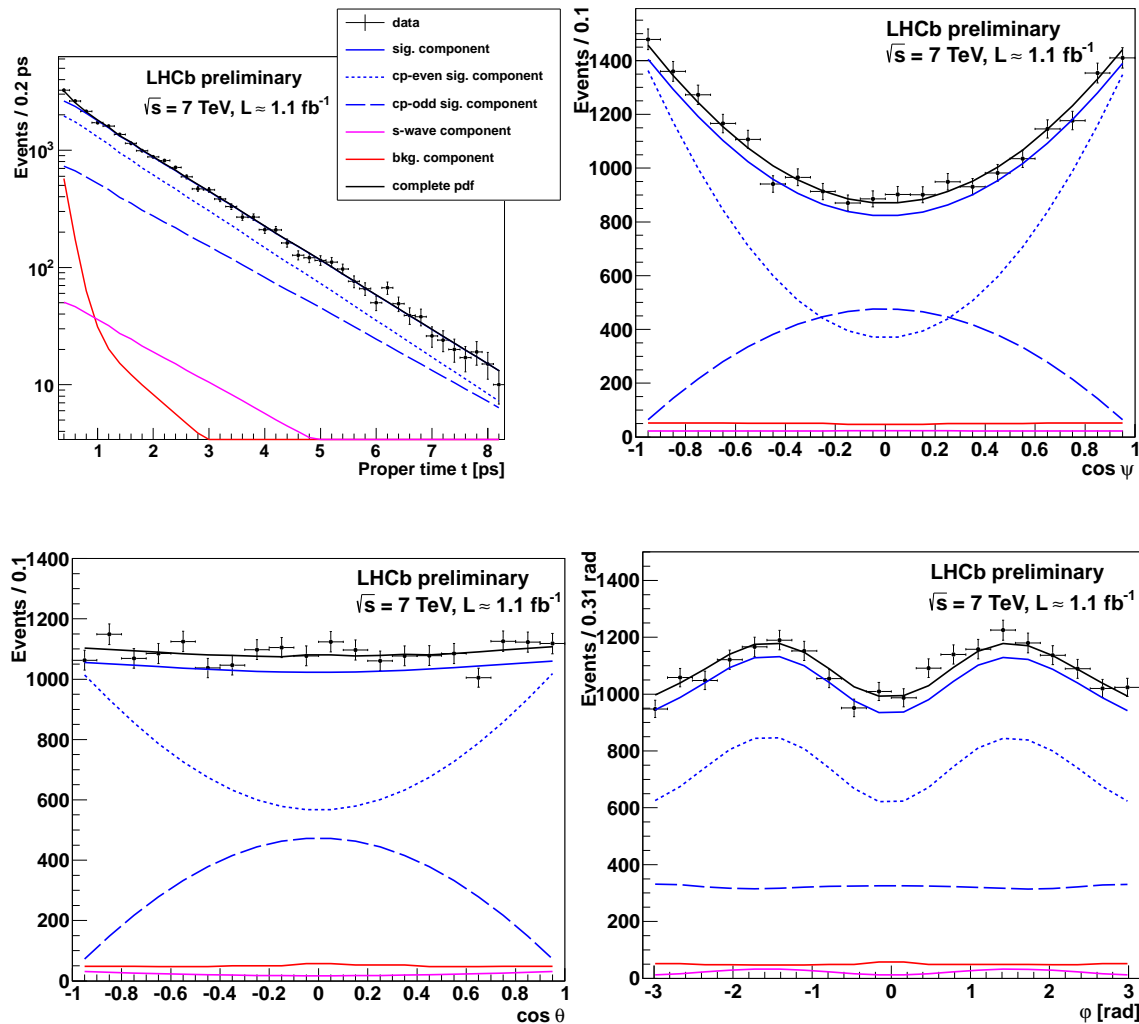 data
sig. component
cp-even sig. component
cp-odd sig. component
s-wave component
bkg. component
complete pdf
LHCb preliminary
√s = 7 TeV, L ≈ 1.1 fb⁻¹
Events / 0.2 ps
10³
10²
10
1 2 3 4 5 6 7 8
Proper time t [ps]
LHCb preliminary
√s = 7 TeV, L ≈ 1.1 fb⁻¹
Events / 0.1
1400
1200
1000
800
600
400
200
0
-1 -0.8 -0.6 -0.4 -0.2 0 0.2 0.4 0.6 0.8 1
cos ψ
LHCb preliminary
√s = 7 TeV, L ≈ 1.1 fb⁻¹
Events / 0.1
1400
1200
1000
800
600
400
200
0
-1 -0.8 -0.6 -0.4 -0.2 0 0.2 0.4 0.6 0.8 1
cos θ
LHCb preliminary
√s = 7 TeV, L ≈ 1.1 fb⁻¹
Events / 0.31 rad
1400
1200
1000
800
600
400
200
0
-3 -2 -1 0 1 2 3
φ [rad]